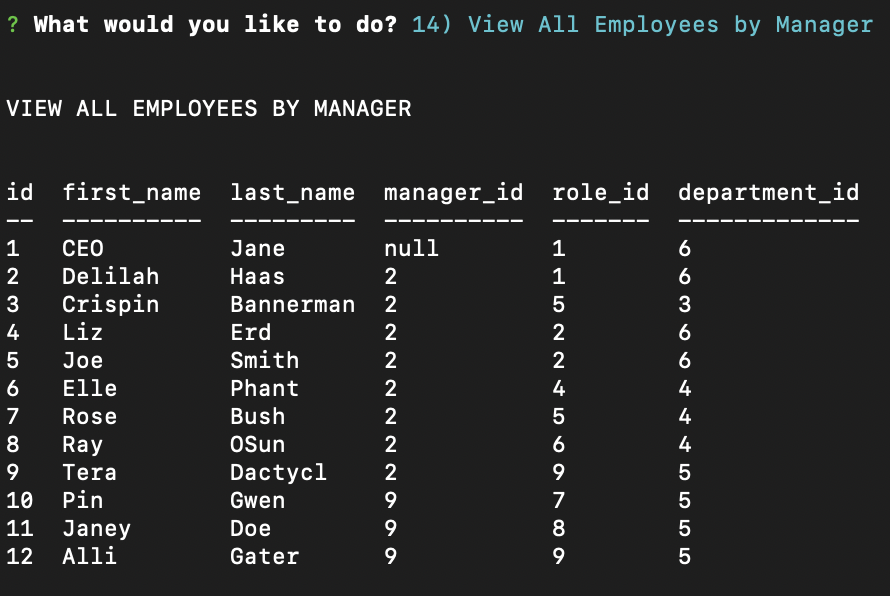 ? What would you like to do? 14) View All Employees by Manager
VIEW ALL EMPLOYEES BY MANAGER
id  first_name  last_name  manager_id  role_id  department_id
--  ----------  ---------  ----------  -------  -------------
1   CEO         Jane       null        1        6
2   Delilah     Haas       2           1        6
3   Crispin     Bannerman  2           5        3
4   Liz         Erd        2           2        6
5   Joe         Smith      2           2        6
6   Elle        Phant      2           4        4
7   Rose        Bush       2           5        4
8   Ray         OSun       2           6        4
9   Tera        Dactycl    2           9        5
10  Pin         Gwen       9           7        5
11  Janey       Doe        9           8        5
12  Alli        Gater      9           9        5